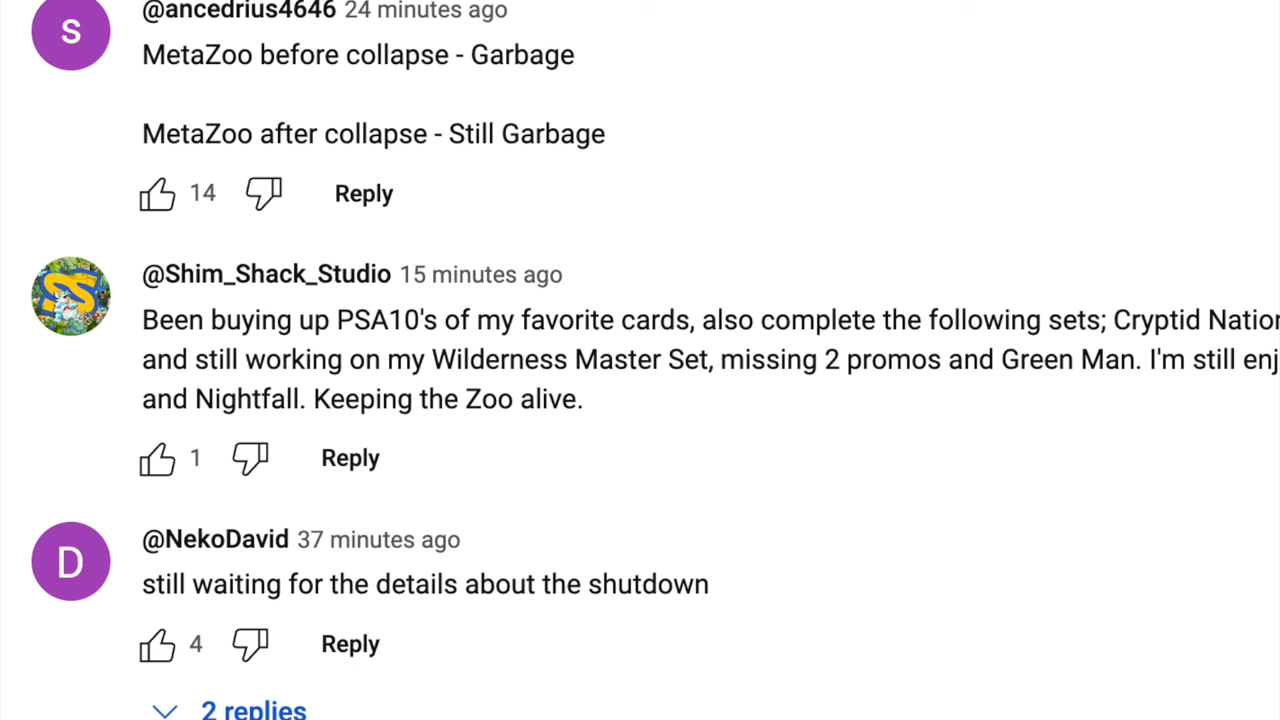 S
@ancedrius4646 24 minutes ago
MetaZoo before collapse - Garbage
MetaZoo after collapse - Still Garbage
14 Reply
SS
@Shim_Shack_Studio 15 minutes ago
Been buying up PSA10's of my favorite cards, also complete the following sets; Cryptid
and still working on my Wilderness Master Set, missing 2 promos and Green Man. I'm still
and Nightfall. Keeping the Zoo alive.
1 Reply
D
@NekoDavid 37 minutes ago
still waiting for the details about the shutdown
4 Reply
2 replies